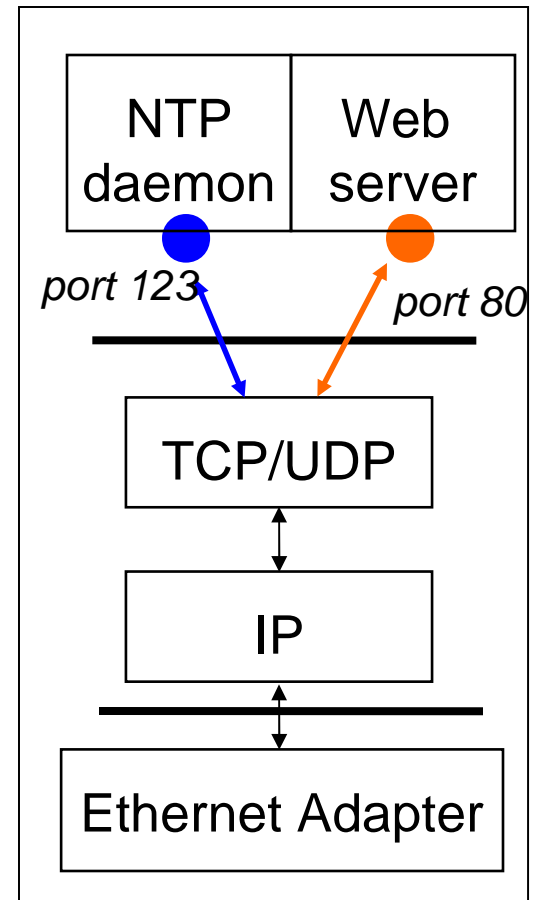 NTP
daemon
Web
server
port 123
port 80
TCP/UDP
IP
Ethernet Adapter